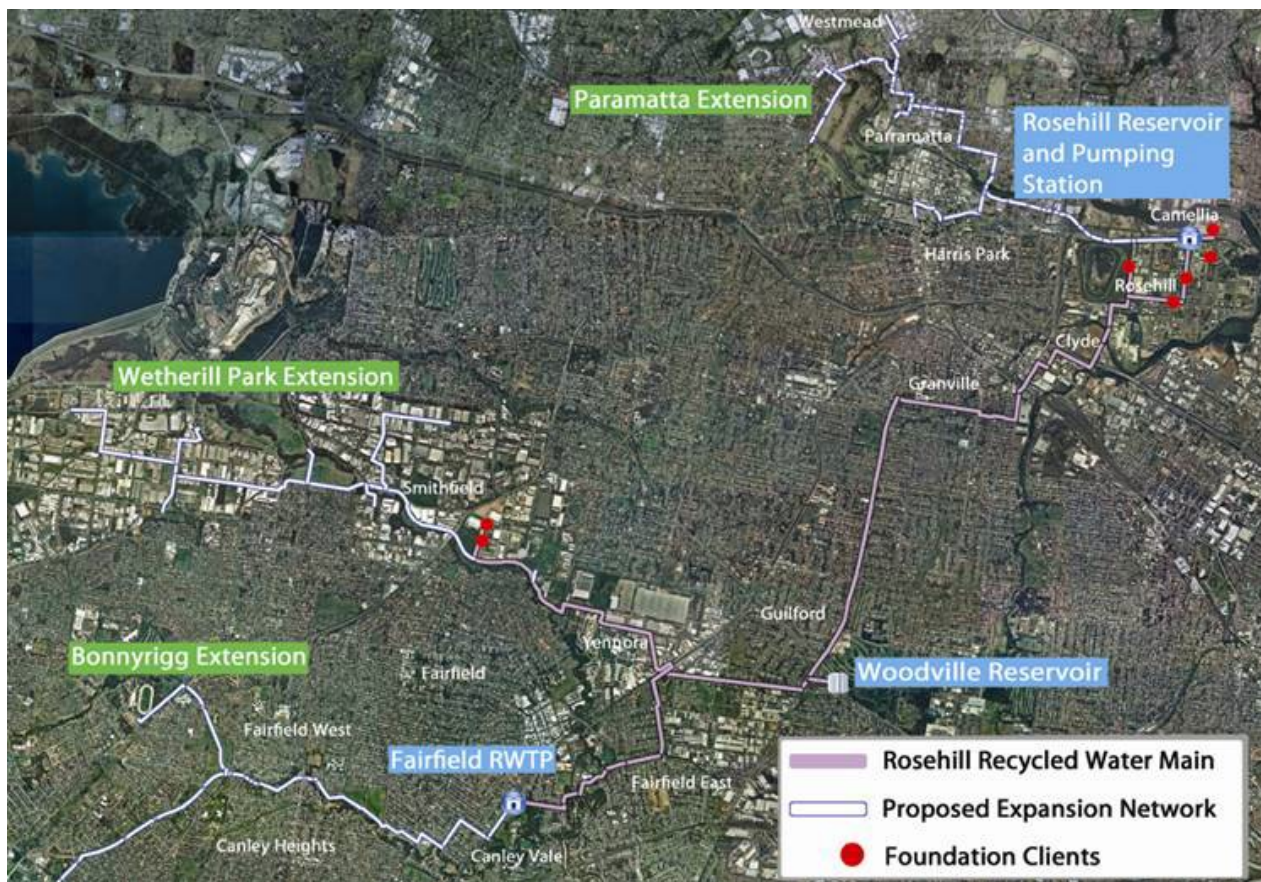 Westmead
Paramatta Extension
Parramatta
Rosehill Reservoir
and Pumping
Station
Camellia
Harris Park
Rosehill
Clyde
Wetherill Park Extension
Granville
Smithfield
Guilford
Yennora
Bonnyrigg Extension
Fairfield
Woodville Reservoir
Fairfield West
Fairfield RWTP
Fairfield East
Canley Heights
Canley Vale
Rosehill Recycled Water Main
Proposed Expansion Network
Foundation Clients